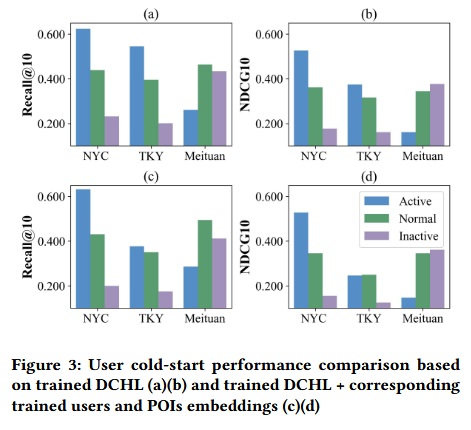 (a)
0.600
0.400
0.200
Recall@10
NYC TKY Meituan
(b)
0.600
0.400
0.200
NDCG10
NYC TKY Meituan
(c)
0.600
0.400
0.200
Recall@10
NYC TKY Meituan
(d)
0.600
0.400
0.200
NDCG10
Active
Normal
Inactive
NYC TKY Meituan
Figure 3: User cold-start performance comparison based
on trained DCHL (a)(b) and trained DCHL + corresponding
trained users and POIs embeddings (c)(d)